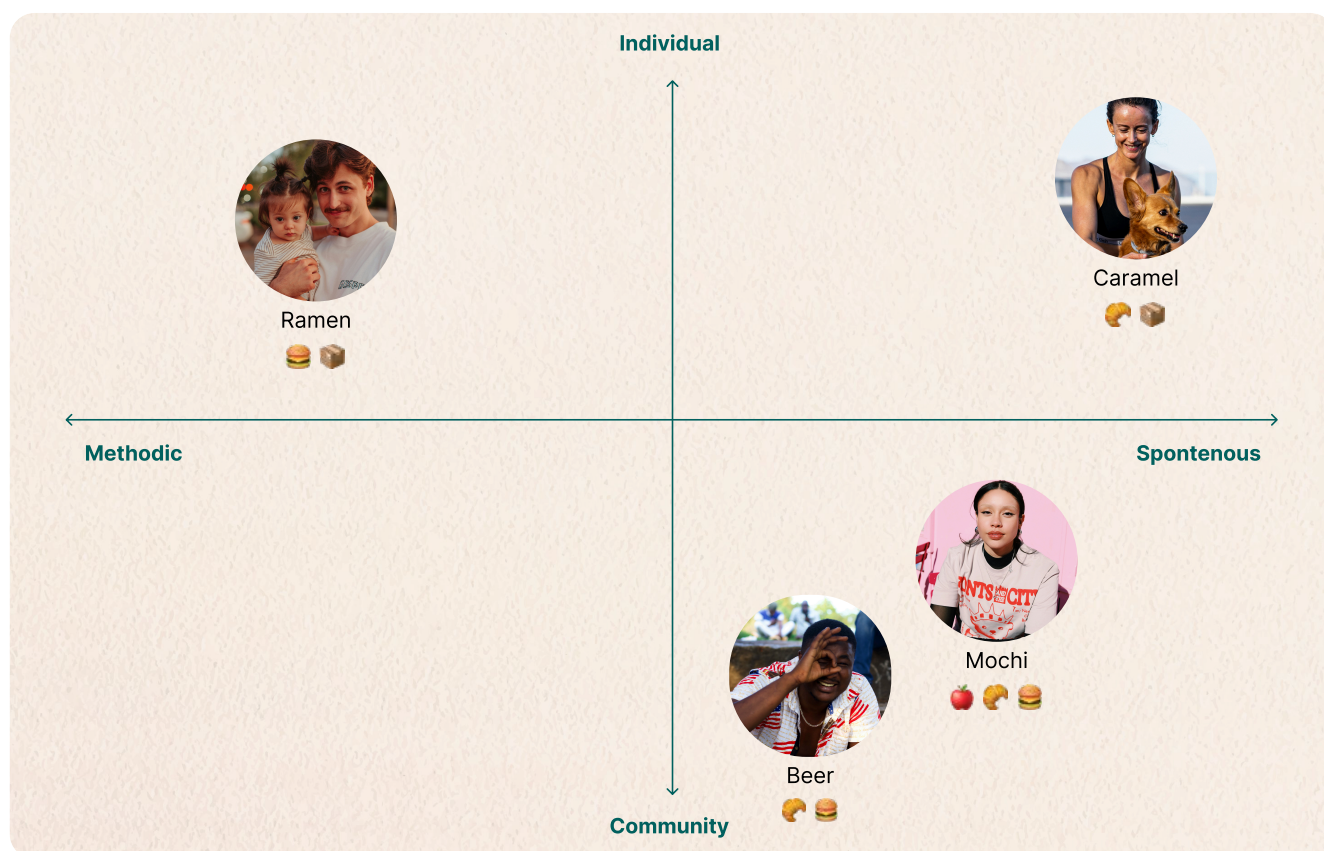 Individual
Ramen
Caramel
Methodic
Spontenous
Mochi
Beer
Community